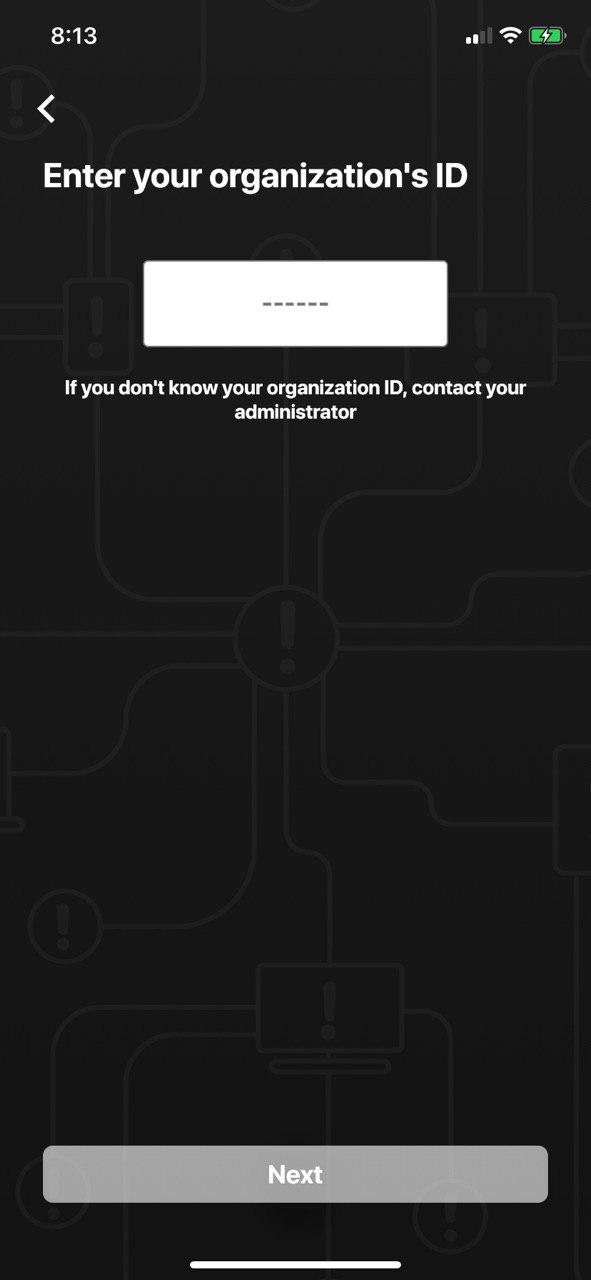 8:13
Enter your organization's ID
------
If you don't know your organization ID, contact your
administrator
Next